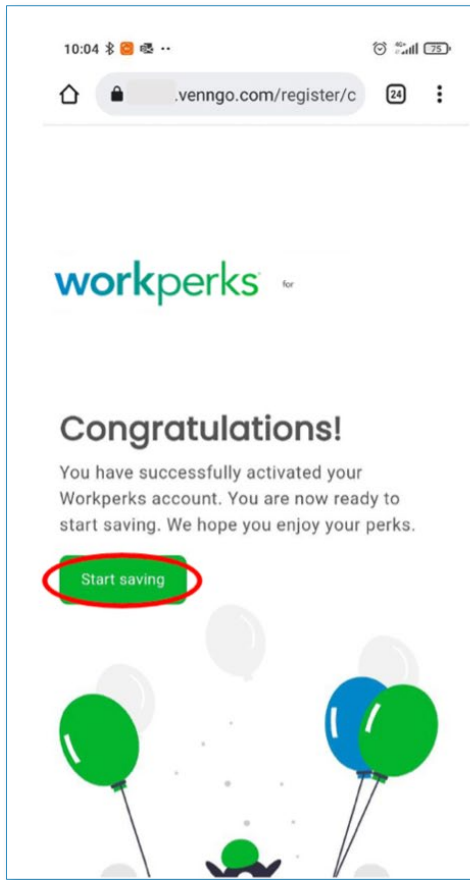 10:04
75
.venngo.com/register/c
24
workperks
for
Congratulations!
You have successfully activated your
Workperks account. You are now ready to
start saving. We hope you enjoy your perks.
Start saving